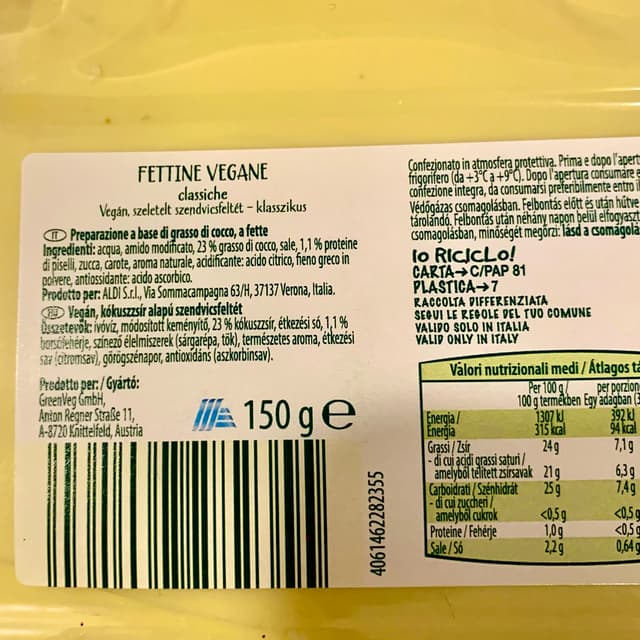 FETTINE VEGANE
classiche
Vegán, szeletelt szendvicsfeltét – klasszikus
IT Preparazione a base di grasso di cocco, a fette
Ingredienti: acqua, amido modificato, 23 % grasso di cocco, sale, 1,1 % proteine
di piselli, zucca, carote, aroma naturale, acidificante: acido citrico, fieno greco in
polvere, antiossidante: acido ascorbico.
Prodotto per: ALDI S.r.l., Via Sommacampagna 63/H, 37137 Verona, Italia.
HU Vegán, kókuszzsír alapú szendvicsfeltét
Összetevők: ivóvíz, módosított keményítő, 23 % kókuszzsír, étkezési só, 1,1 %
borsófehérje, színező élelmiszerek (sárgarépa, tök), természetes aroma, étkezési
sav (citromsav), görögszénapor, antioxidáns (aszkorbinsav).
Prodotto per: / Gyártó:
GreenVeg GmbH,
Anton Regner Straße 11,
A-8720 Knittelfeld, Austria
150 g e
4061462282355
Confezionato in atmosfera protettiva. Prima e dopo l'apert
frigorifero (da +3°C a +9°C). Dopo l'apertura consumare e
confezione integra, da consumarsi preferibilmente entro il
Védőgázas csomagolásban. Felbontás előtt és után hűtve
tárolandó. Felbontás után néhány napon belül elfogyaszt
csomagolásban, minőségét megőrzi: lásd a csomagolá
Io RICICLO!
CARTA→C/PAP 81
PLASTICA→7
RACCOLTA DIFFERENZIATA
SEGUI LE REGOLE DEL TUO COMUNE
VALIDO SOLO IN ITALIA
VALID ONLY IN ITALY
Valori nutrizionali medi / Átlagos tá
Per 100 g / per porzion
100 g termékben Egy adagban (3
Energia / 1307 kJ 392 kJ
Energia 315 kcal 94 kcal
Grassi / Zsír 24 g 7,1 g
- di cui acidi grassi saturi /
amelyből telített zsírsavak 21 g 6,3 g
Carboidrati / Szénhidrát 25 g 7,4 g
- di cui zuccheri /
amelyből cukrok <0,5 g <0,5 g
Proteine / Fehérje 1,0 g <0,5 g
Sale / Só 2,2 g 0,64 g